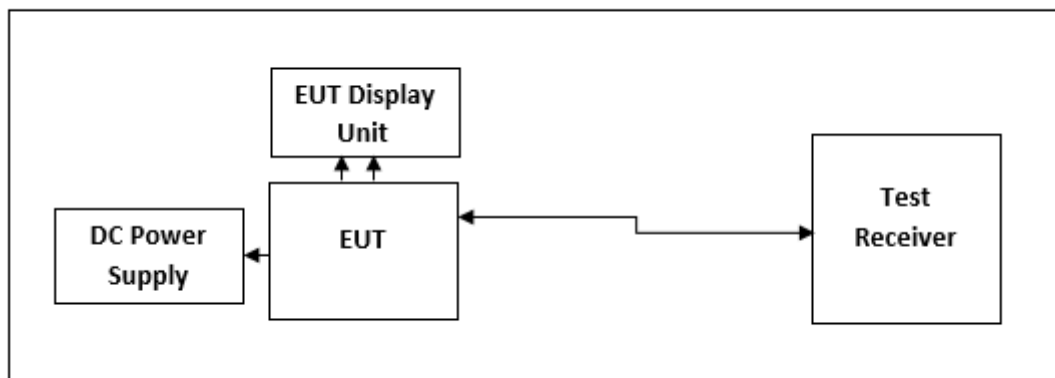 EUT Display
Unit
DC Power
Supply
EUT
Test
Receiver